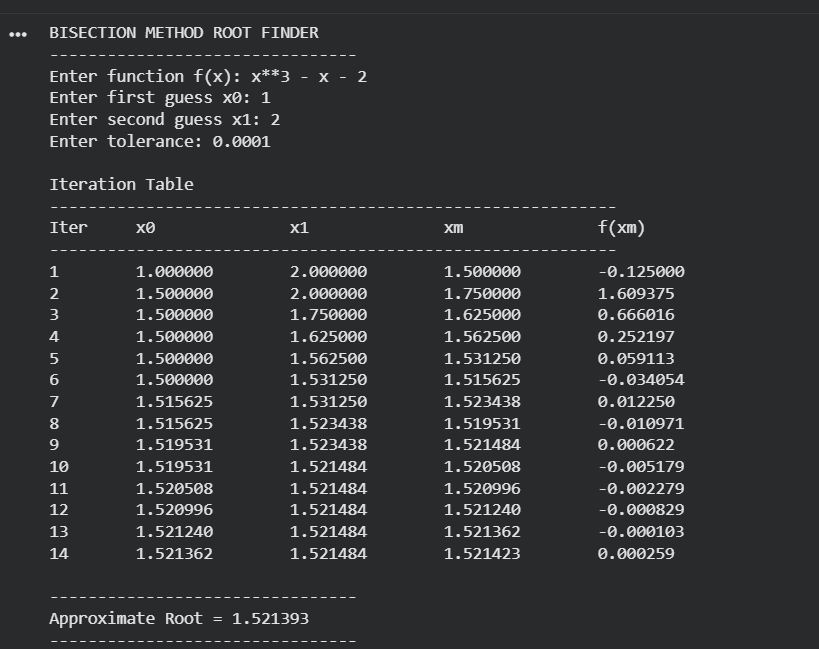 BISECTION METHOD ROOT FINDER
--------------------------------
Enter function f(x): x**3 - x - 2
Enter first guess x0: 1
Enter second guess x1: 2
Enter tolerance: 0.0001
Iteration Table
-----------------------------------------------------------
Iter x0 x1 xm f(xm)
-----------------------------------------------------------
1 1.000000 2.000000 1.500000 -0.125000
2 1.500000 2.000000 1.750000 1.609375
3 1.500000 1.750000 1.625000 0.666016
4 1.500000 1.625000 1.562500 0.252197
5 1.500000 1.562500 1.531250 0.059113
6 1.500000 1.531250 1.515625 -0.034054
7 1.515625 1.531250 1.523438 0.012250
8 1.515625 1.523438 1.519531 -0.010971
9 1.519531 1.523438 1.521484 0.000622
10 1.519531 1.521484 1.520508 -0.005179
11 1.520508 1.521484 1.520996 -0.002279
12 1.520996 1.521484 1.521240 -0.000829
13 1.521240 1.521484 1.521362 -0.000103
14 1.521362 1.521484 1.521423 0.000259
--------------------------------
Approximate Root = 1.521393
--------------------------------